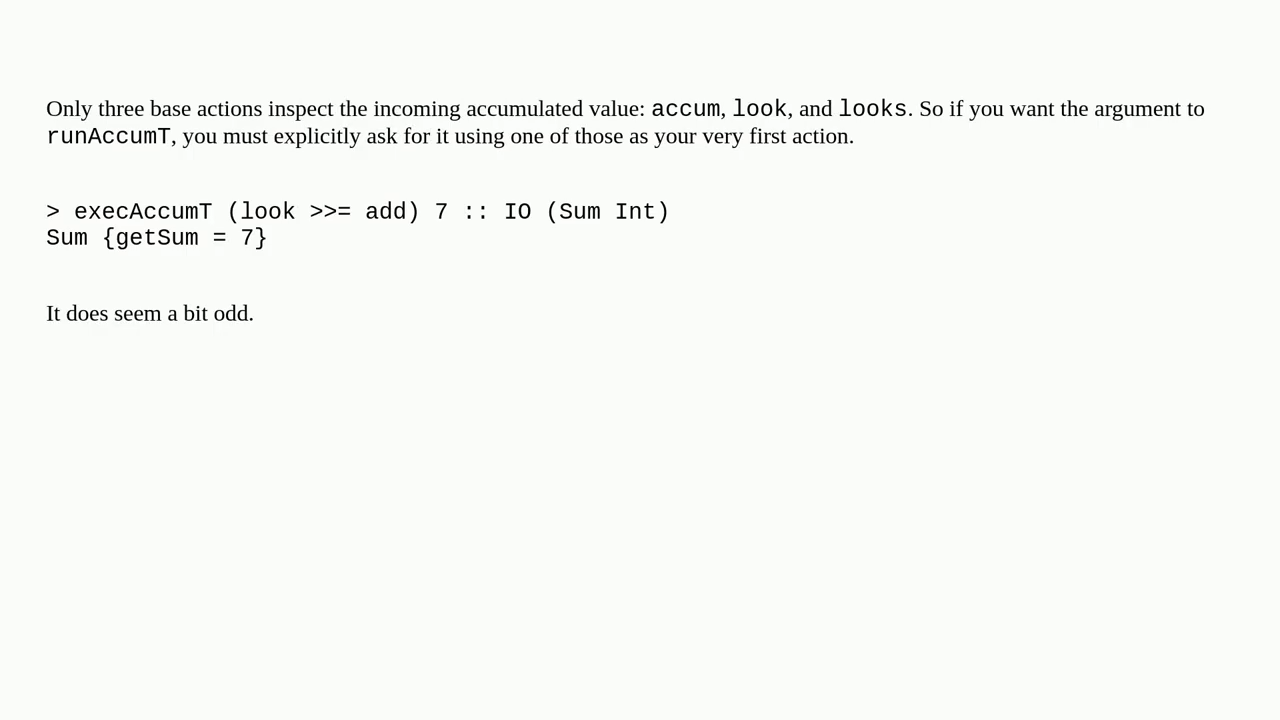 Only three base actions inspect the incoming accumulated value: accum, look, and looks. So if you want the argument to
runAccumT, you must explicitly ask for it using one of those as your very first action.
> execAccumT (look >>= add) 7 :: IO (Sum Int)
Sum {getSum = 7}
It does seem a bit odd.